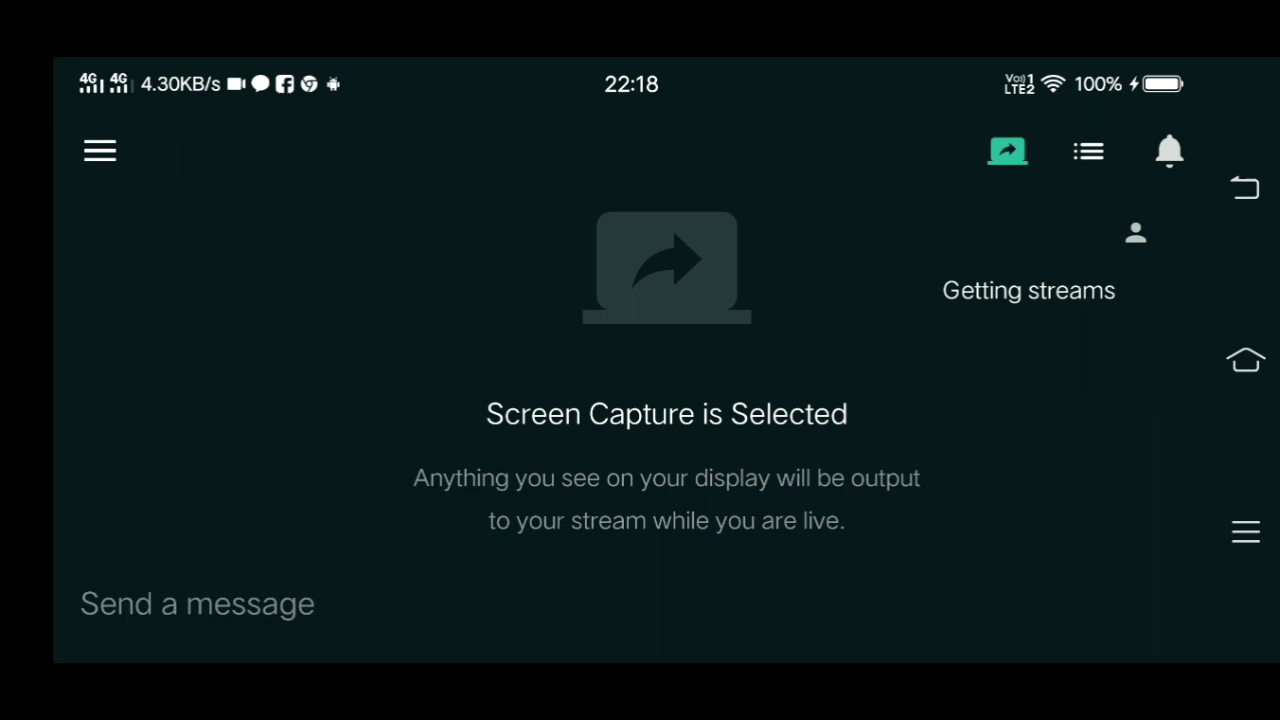 4G 4G 4.30KB/s 22:18 Vo)) 1 LTE2 100%
Getting streams
Screen Capture is Selected
Anything you see on your display will be output
to your stream while you are live.
Send a message